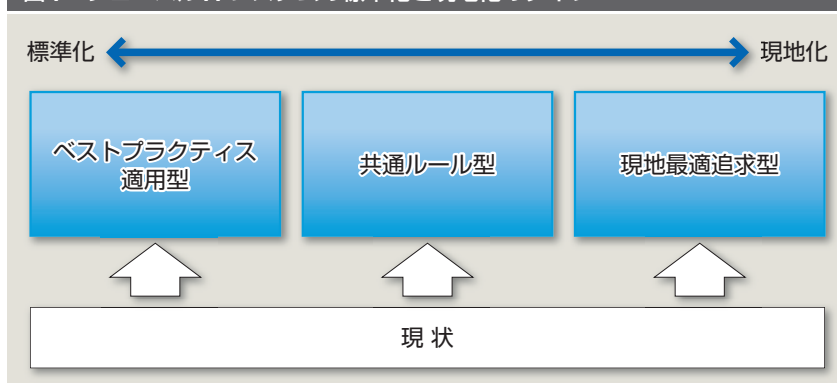 標準化
現地化
ベストプラクティス
適用型
共通ルール型
現地最適追求型
現 状